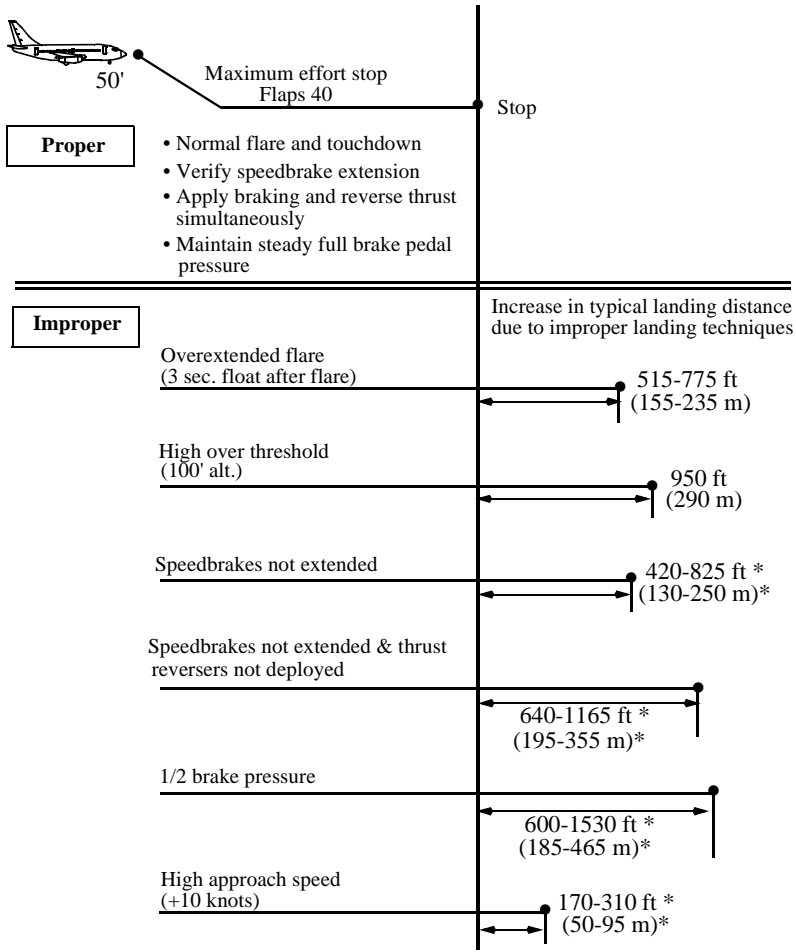 50'
Maximum effort stop
Flaps 40
Stop
Proper
• Normal flare and touchdown
• Verify speedbrake extension
• Apply braking and reverse thrust
simultaneously
• Maintain steady full brake pedal
pressure
Improper
Increase in typical landing distance
due to improper landing techniques
Overextended flare
(3 sec. float after flare)
515-775 ft
(155-235 m)
High over threshold
(100' alt.)
950 ft
(290 m)
Speedbrakes not extended
420-825 ft *
(130-250 m)*
Speedbrakes not extended & thrust
reversers not deployed
640-1165 ft *
(195-355 m)*
1/2 brake pressure
600-1530 ft *
(185-465 m)*
High approach speed
(+10 knots)
170-310 ft *
(50-95 m)*